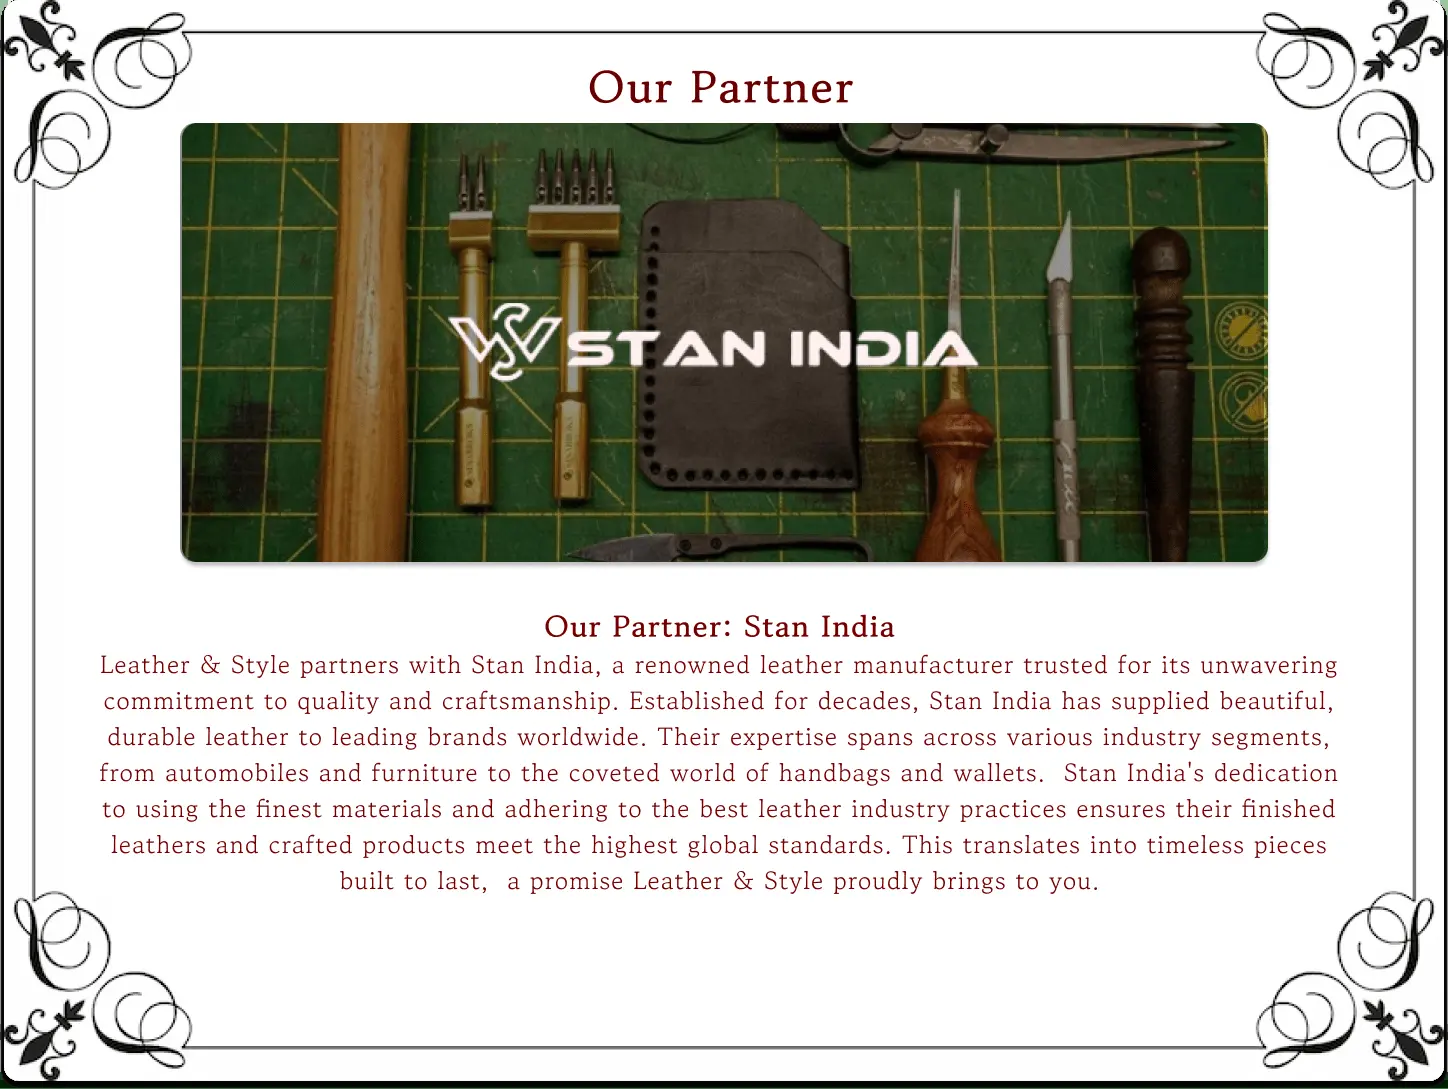 Our Partner
STAN INDIA
Our Partner: Stan India
Leather & Style partners with Stan India, a renowned leather manufacturer trusted for its unwavering
commitment to quality and craftsmanship. Established for decades, Stan India has supplied beautiful,
durable leather to leading brands worldwide. Their expertise spans across various industry segments,
from automobiles and furniture to the coveted world of handbags and wallets.  Stan India's dedication
to using the finest materials and adhering to the best leather industry practices ensures their finished
leathers and crafted products meet the highest global standards. This translates into timeless pieces
built to last,  a promise Leather & Style proudly brings to you.